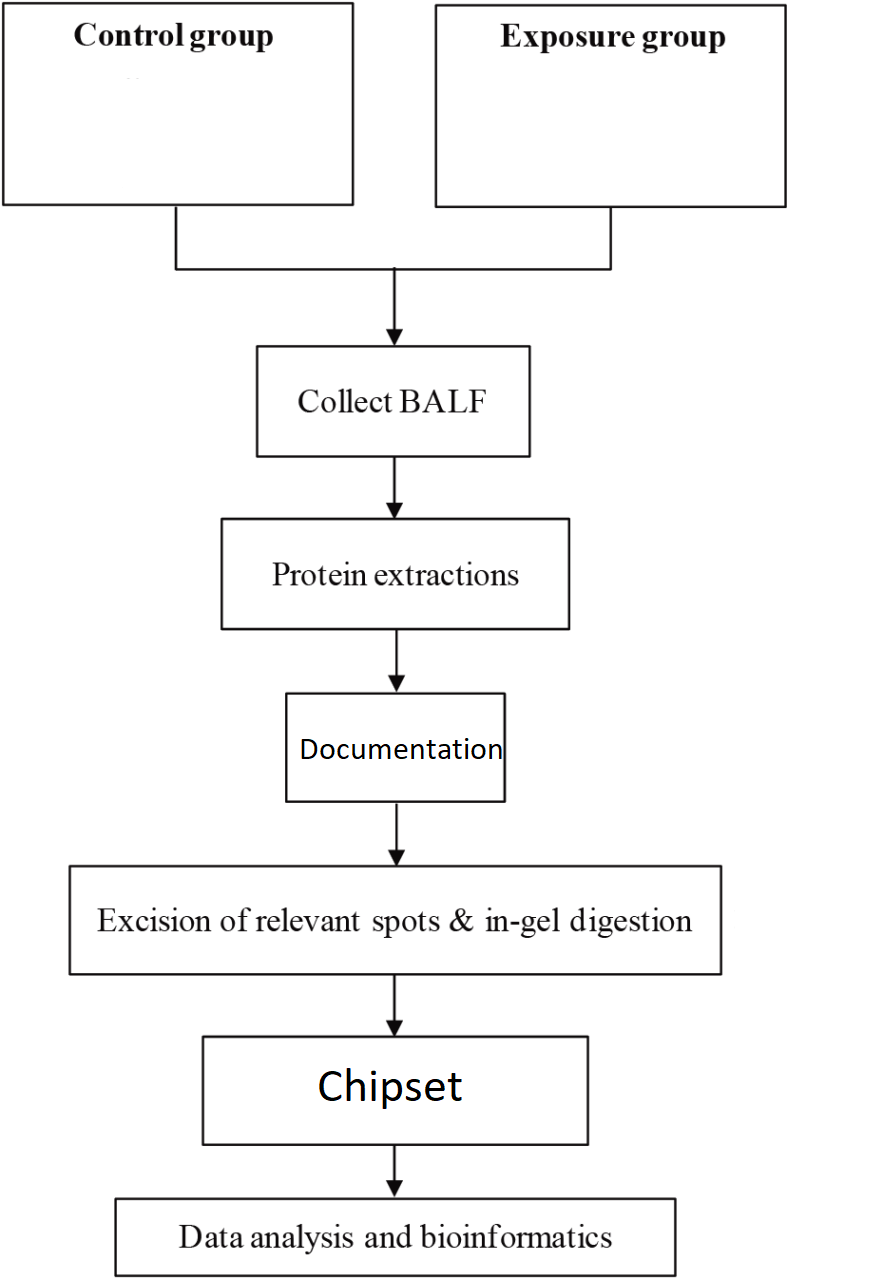 Control group
Exposure group
Collect BALF
Protein extractions
Documentation
Excision of relevant spots & in-gel digestion
Chipset
Data analysis and bioinformatics